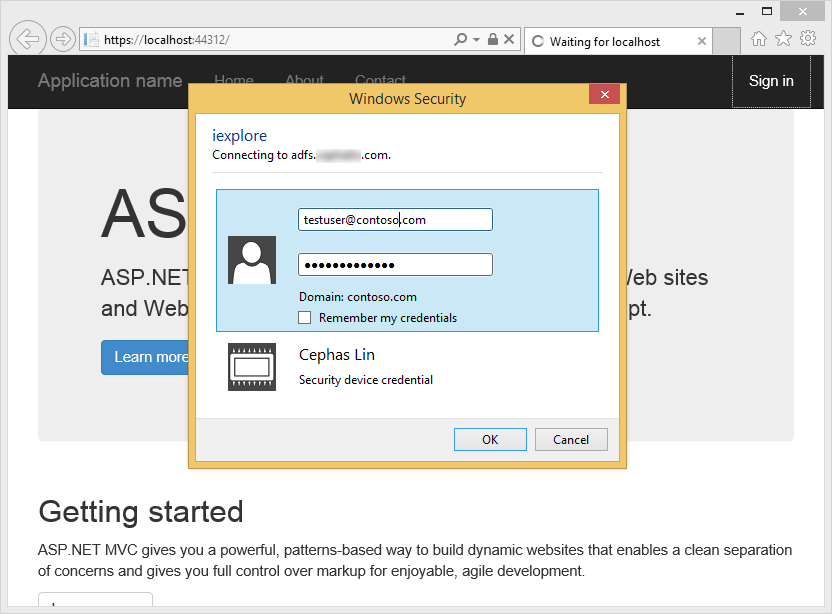 https://localhost:44312/
Waiting for localhost
Application name Home About Contact Sign in
Windows Security
iexplore
Connecting to adfs. .com.
testuser@contoso.com
•••••••••••••
Domain: contoso.com
Remember my credentials
Cephas Lin
Security device credential
OK Cancel
AS
ASP.NET
Web sites
and Web
pt.
Learn more
Getting started
ASP.NET MVC gives you a powerful, patterns-based way to build dynamic websites that enables a clean separation
of concerns and gives you full control over markup for enjoyable, agile development.